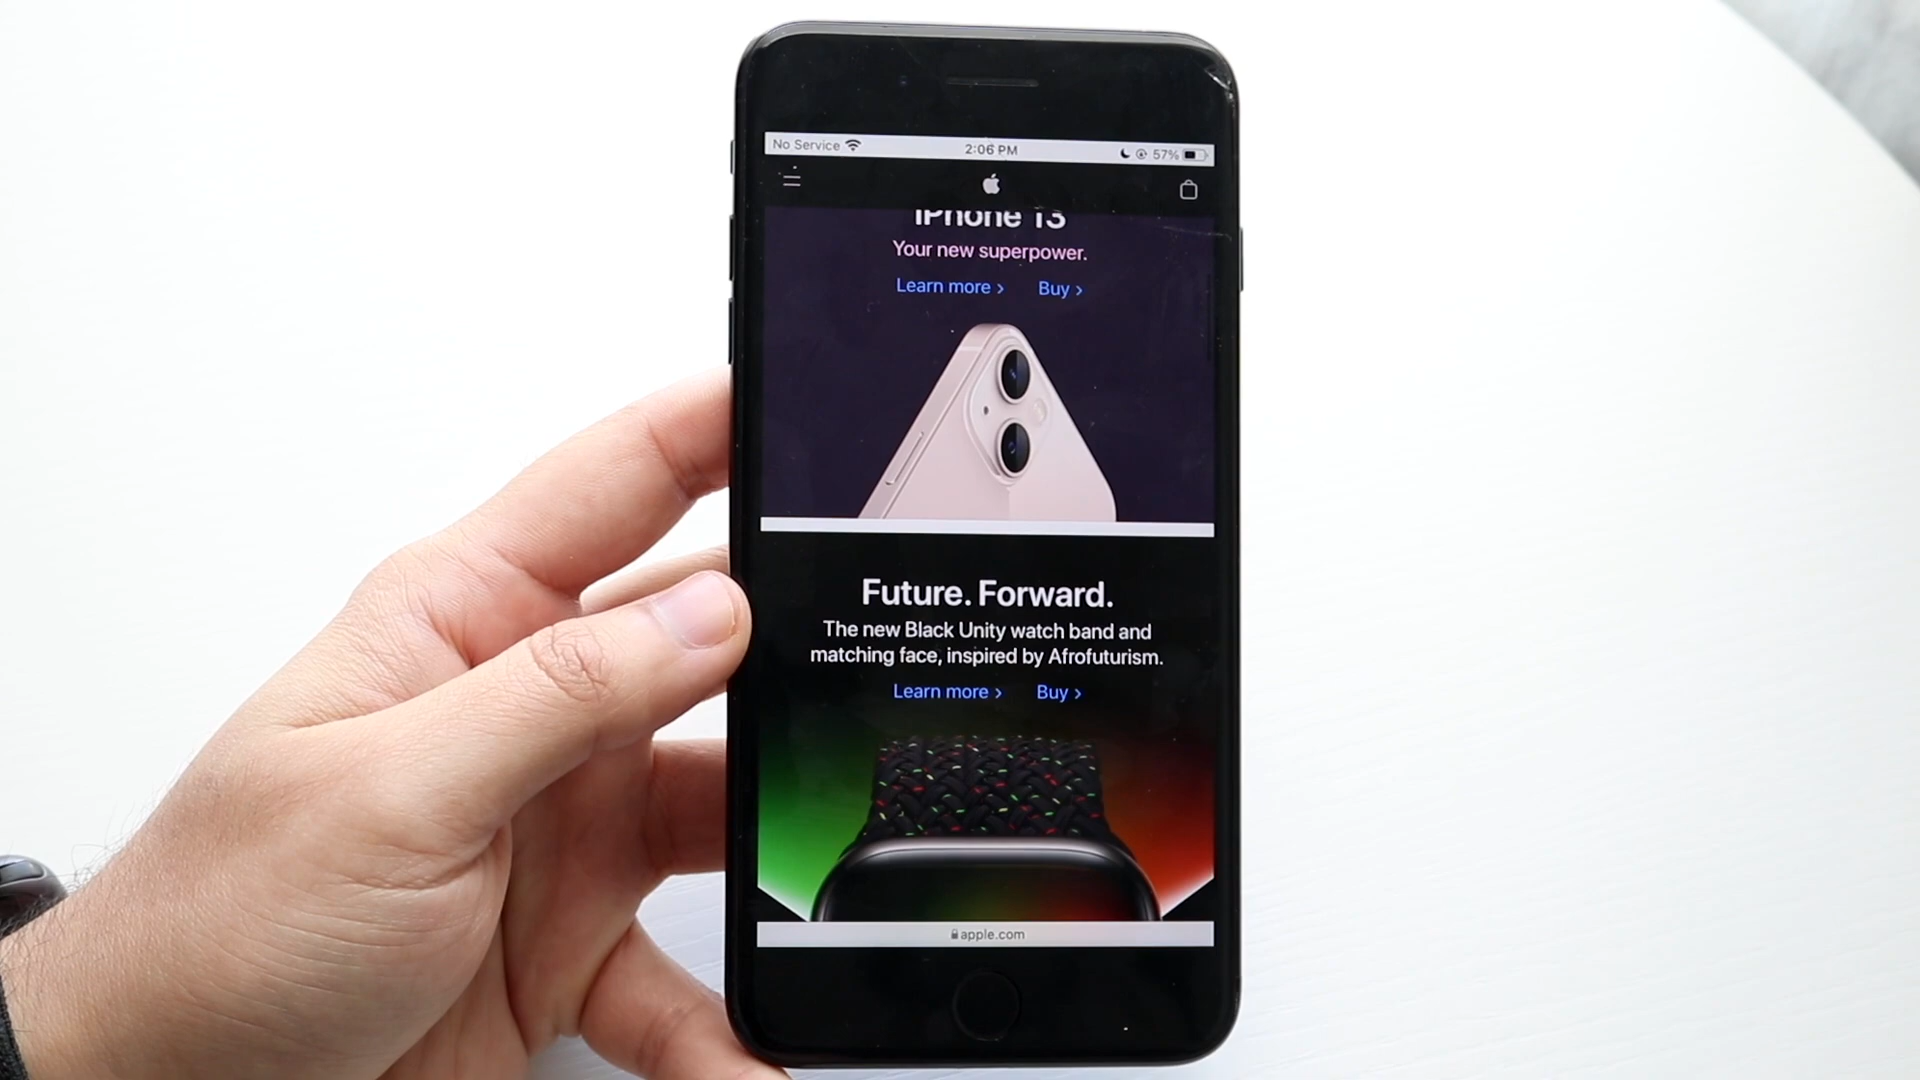 No Service
2:06 PM
57%
iPhone 13
Your new superpower.
Learn more >
Buy >
Future. Forward.
The new Black Unity watch band and
matching face, inspired by Afrofuturism.
Learn more >
Buy >
apple.com